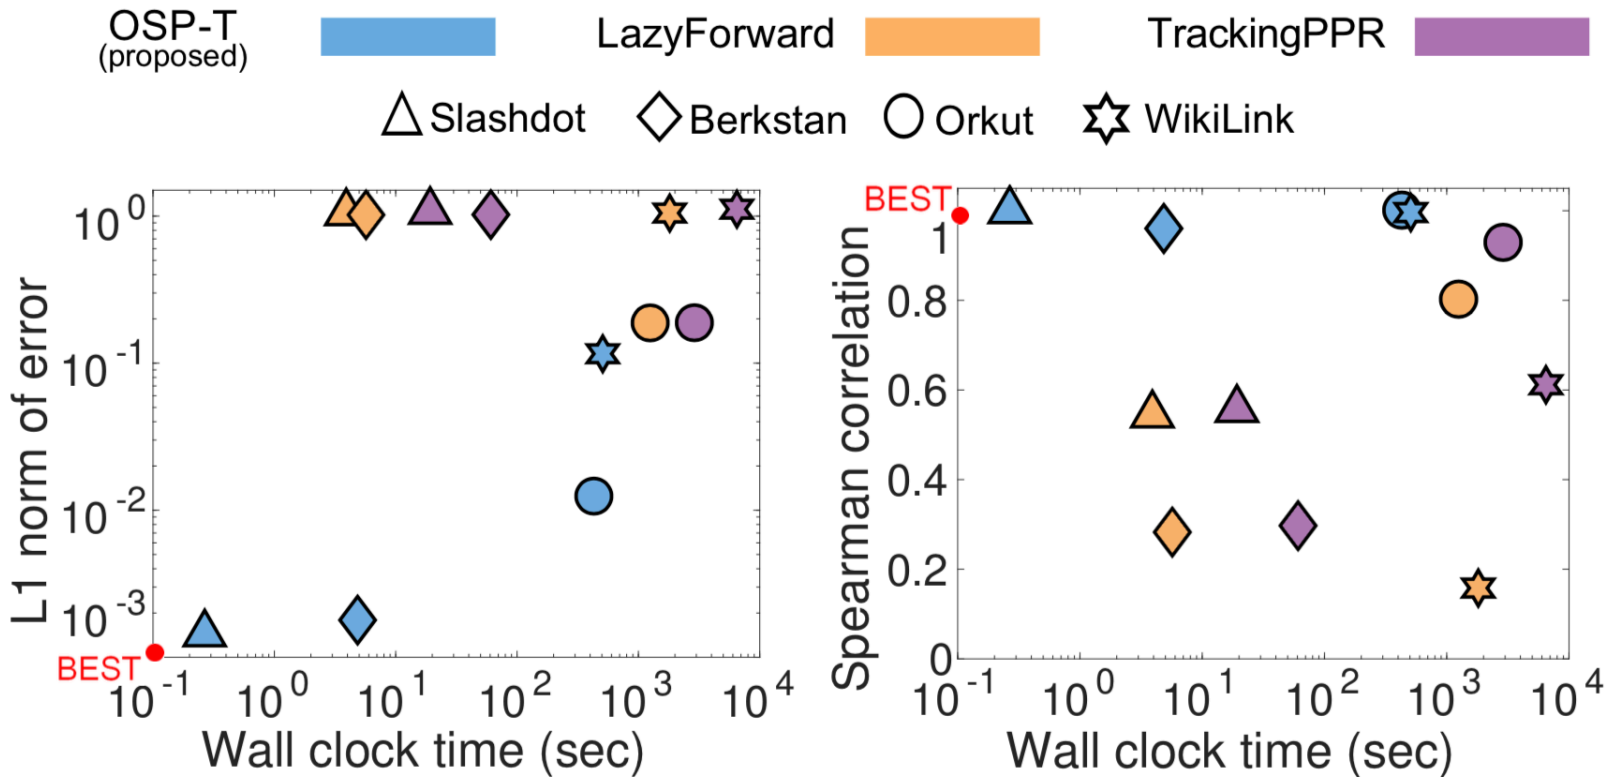 OSP-T
(proposed)
LazyForward
TrackingPPR
Slashdot
Berkstan
Orkut
WikiLink
L1 norm of error
10^0
10^-1
10^-2
10^-3
BEST
10^-1 10^0 10^1 10^2 10^3 10^4
Wall clock time (sec)
BEST
Spearman correlation
1
0.8
0.6
0.4
0.2
0
10^-1 10^0 10^1 10^2 10^3 10^4
Wall clock time (sec)